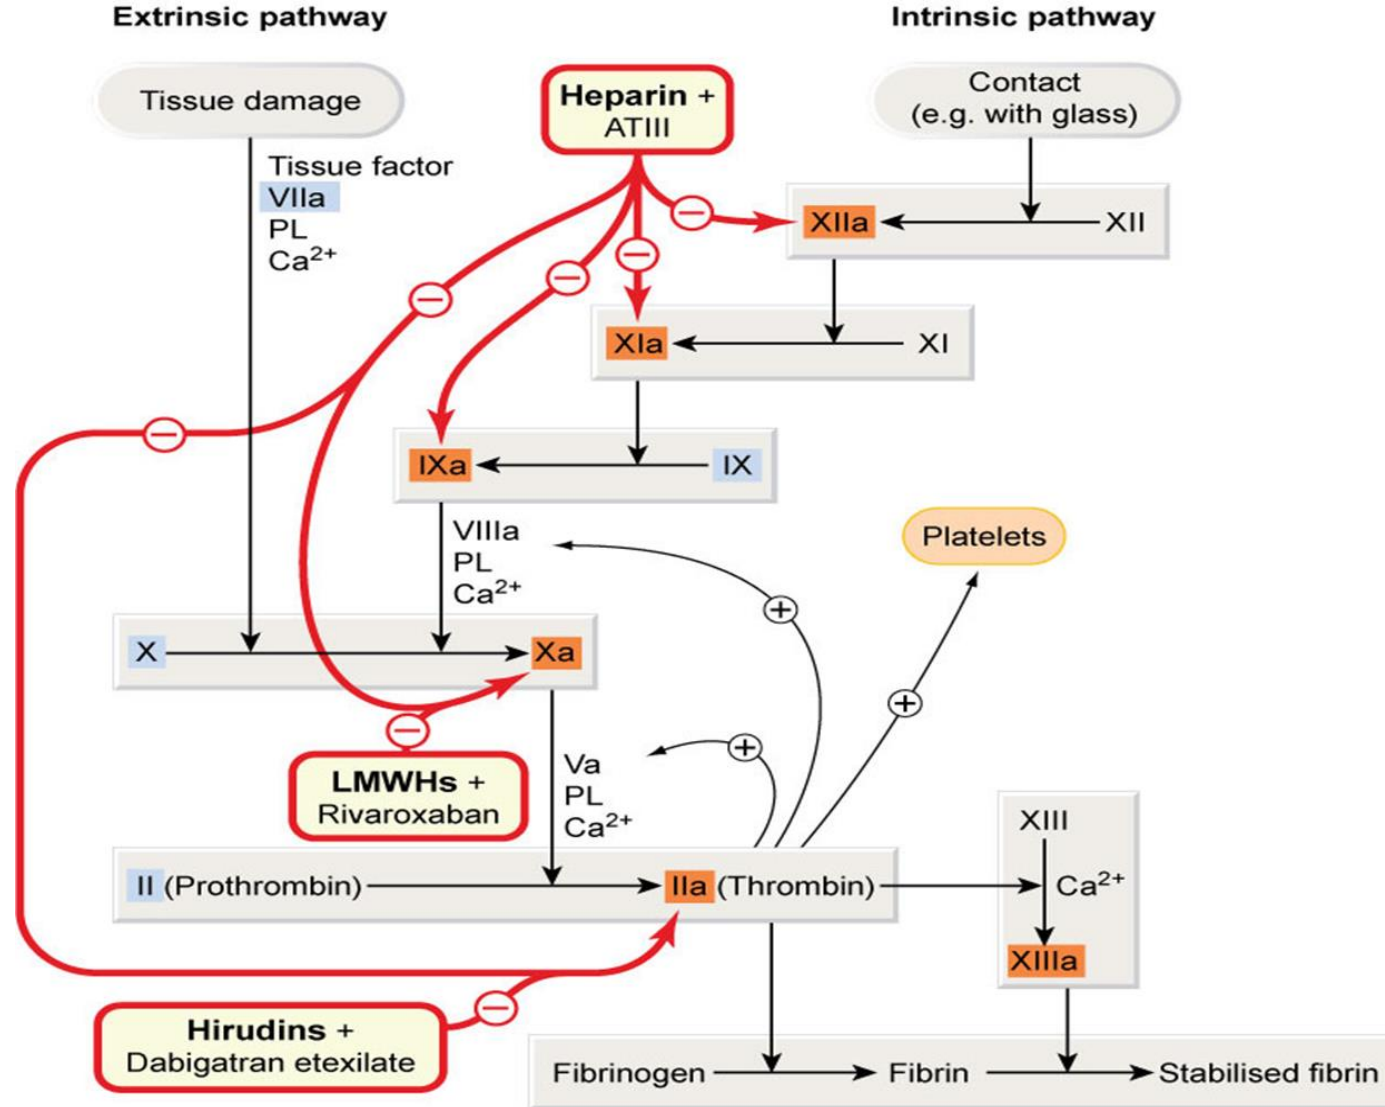 Extrinsic pathway
Intrinsic pathway
Tissue damage
Heparin +
ATIII
Contact
(e.g. with glass)
Tissue factor
VIIa
PL
Ca²⁺
XIIa
XII
XIa
XI
IXa
IX
VIIIa
PL
Ca²⁺
Platelets
X
Xa
LMWHs +
Rivaroxaban
Va
PL
Ca²⁺
II (Prothrombin)
IIa (Thrombin)
XIII
Ca²⁺
XIIIa
Hirudins +
Dabigatran etexilate
Fibrinogen
Fibrin
Stabilised fibrin